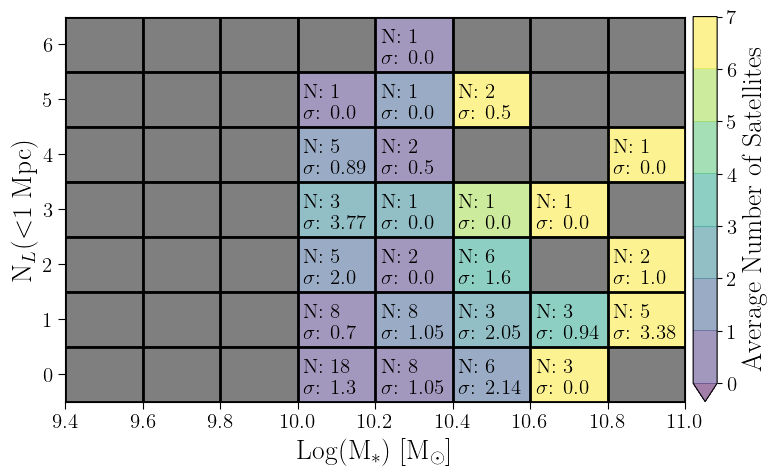 6
N: 1
σ: 0.0
5
N: 1
σ: 0.0
N: 1
σ: 0.0
N: 2
σ: 0.5
4
N: 5
σ: 0.89
N: 2
σ: 0.5
N: 1
σ: 0.0
3
N: 3
σ: 3.77
N: 1
σ: 0.0
N: 1
σ: 0.0
N: 1
σ: 0.0
2
N: 5
σ: 2.0
N: 2
σ: 0.0
N: 6
σ: 1.6
N: 2
σ: 1.0
1
N: 8
σ: 0.7
N: 8
σ: 1.05
N: 3
σ: 2.05
N: 3
σ: 0.94
N: 5
σ: 3.38
0
N: 18
σ: 1.3
N: 8
σ: 1.05
N: 6
σ: 2.14
N: 3
σ: 0.0
9.4 9.6 9.8 10.0 10.2 10.4 10.6 10.8 11.0
Log(M*) [M⊙]
N_L(<1 Mpc)
7
6
5
4
3
2
1
0
Average Number of Satellites